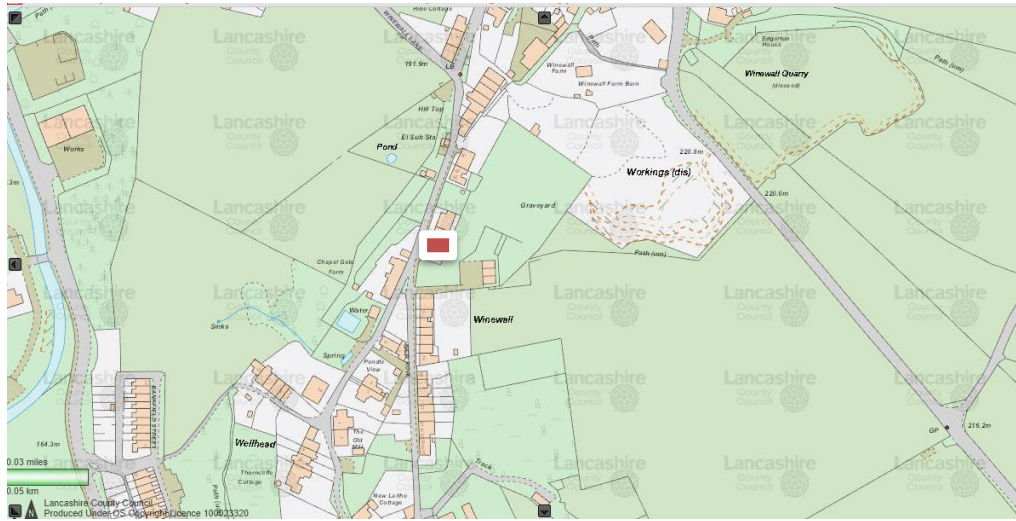 Path (um)
WINEWALL LANE
191.9m
LB
Hill Top
El Sub Sta
Pond
Path
Winewall
Farm
Winewall Farm Barn
Edgerton
House
Winewall Quarry
(disused)
Path (um)
Works
220.8m
Workings (dis)
220.0m
Graveyard
Path (um)
Chapel Gate
Farm
Water
Sinks
Winewall
Spring
Pendle
View
Wellhead
The
Old
Thorncliffe
Cottage
New Laithe
Cottage
Track
164.3m
GP
216.2m
0.03 miles
0.05 km
N
Lancashire County Council
Produced Under OS Copyright Licence 100023320
Lancashire
County
Council